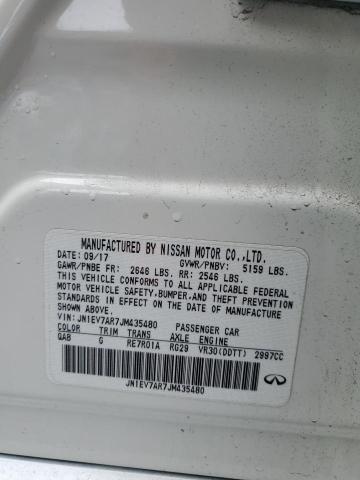 MANUFACTURED BY NISSAN MOTOR CO.,LTD.
DATE: 09/17 GVWR/PNBV: 5159 LBS.
GAWR/PNBE FR: 2646 LBS. RR: 2546 LBS.
THIS VEHICLE CONFORMS TO ALL APPLICABLE FEDERAL
MOTOR VEHICLE SAFETY,BUMPER,AND THEFT PREVENTION
STANDARDS IN EFFECT ON THE DATE OF MANUFACTURE
SHOWN ABOVE.
VIN: JN1EV7AR7JM435480 PASSENGER CAR
COLOR TRIM TRANS AXLE ENGINE
QAB G RE7R01A RG29 VR30(DDTT) 2997CC
JN1EV7AR7JM435480